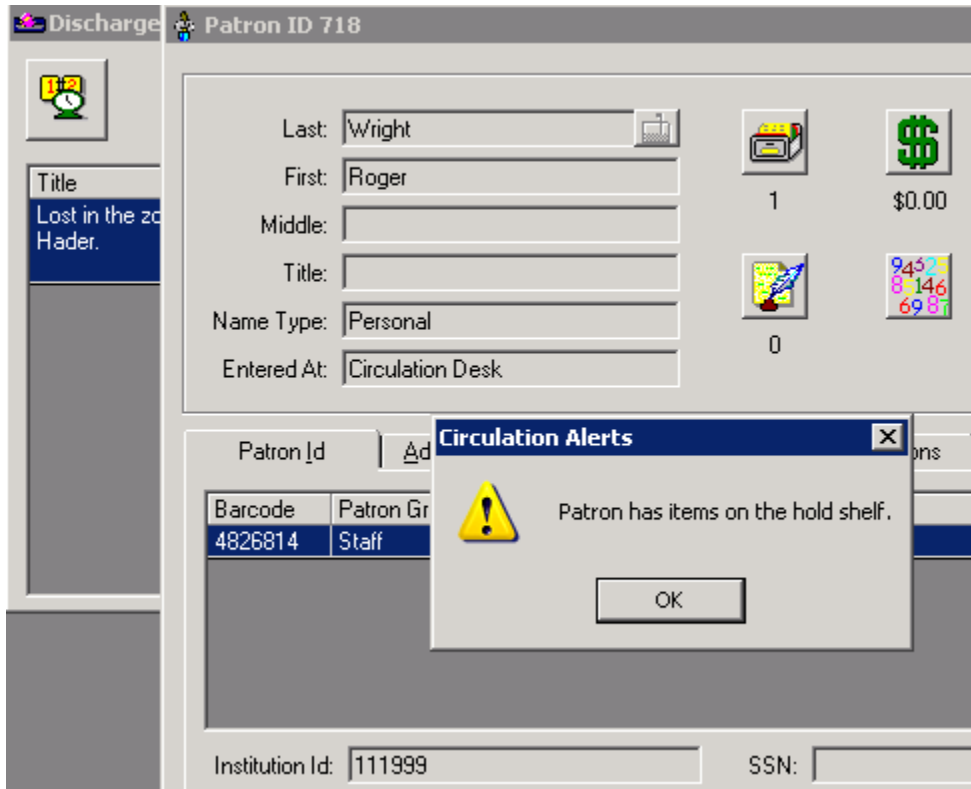 Discharge
Patron ID 718
Last: Wright
First: Roger
Middle:
Title:
Name Type: Personal
Entered At: Circulation Desk
1
$0.00
0
Title
Lost in the zo
Hader.
Patron Id
Ad
ons
Circulation Alerts
Patron has items on the hold shelf.
OK
Barcode Patron Gr
4826814 Staff
Institution Id: 111999
SSN: